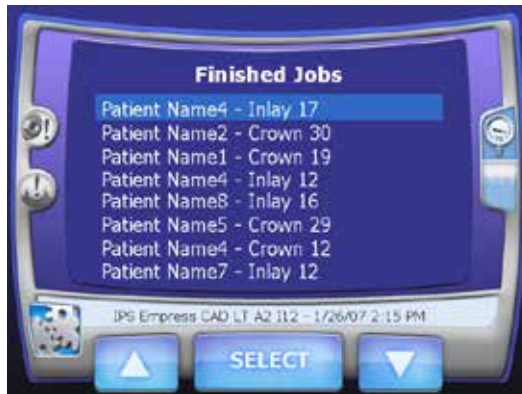 Finished Jobs
Patient Name4 - Inlay 17
Patient Name2 - Crown 30
Patient Name1 - Crown 19
Patient Name4 - Inlay 12
Patient Name8 - Inlay 16
Patient Name5 - Crown 29
Patient Name4 - Crown 12
Patient Name7 - Inlay 12
IPS Empress CAD LT A2 I12 - 1/26/07 2:15 PM
SELECT